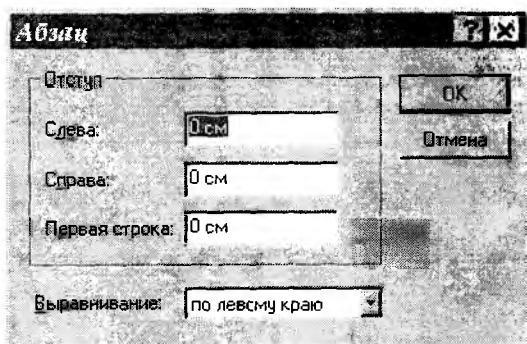 Абзац
Отступ
OK
Слева: 0 см
Отмена
Справа: 0 см
Первая строка: 0 см
Выравнивание: по левому краю